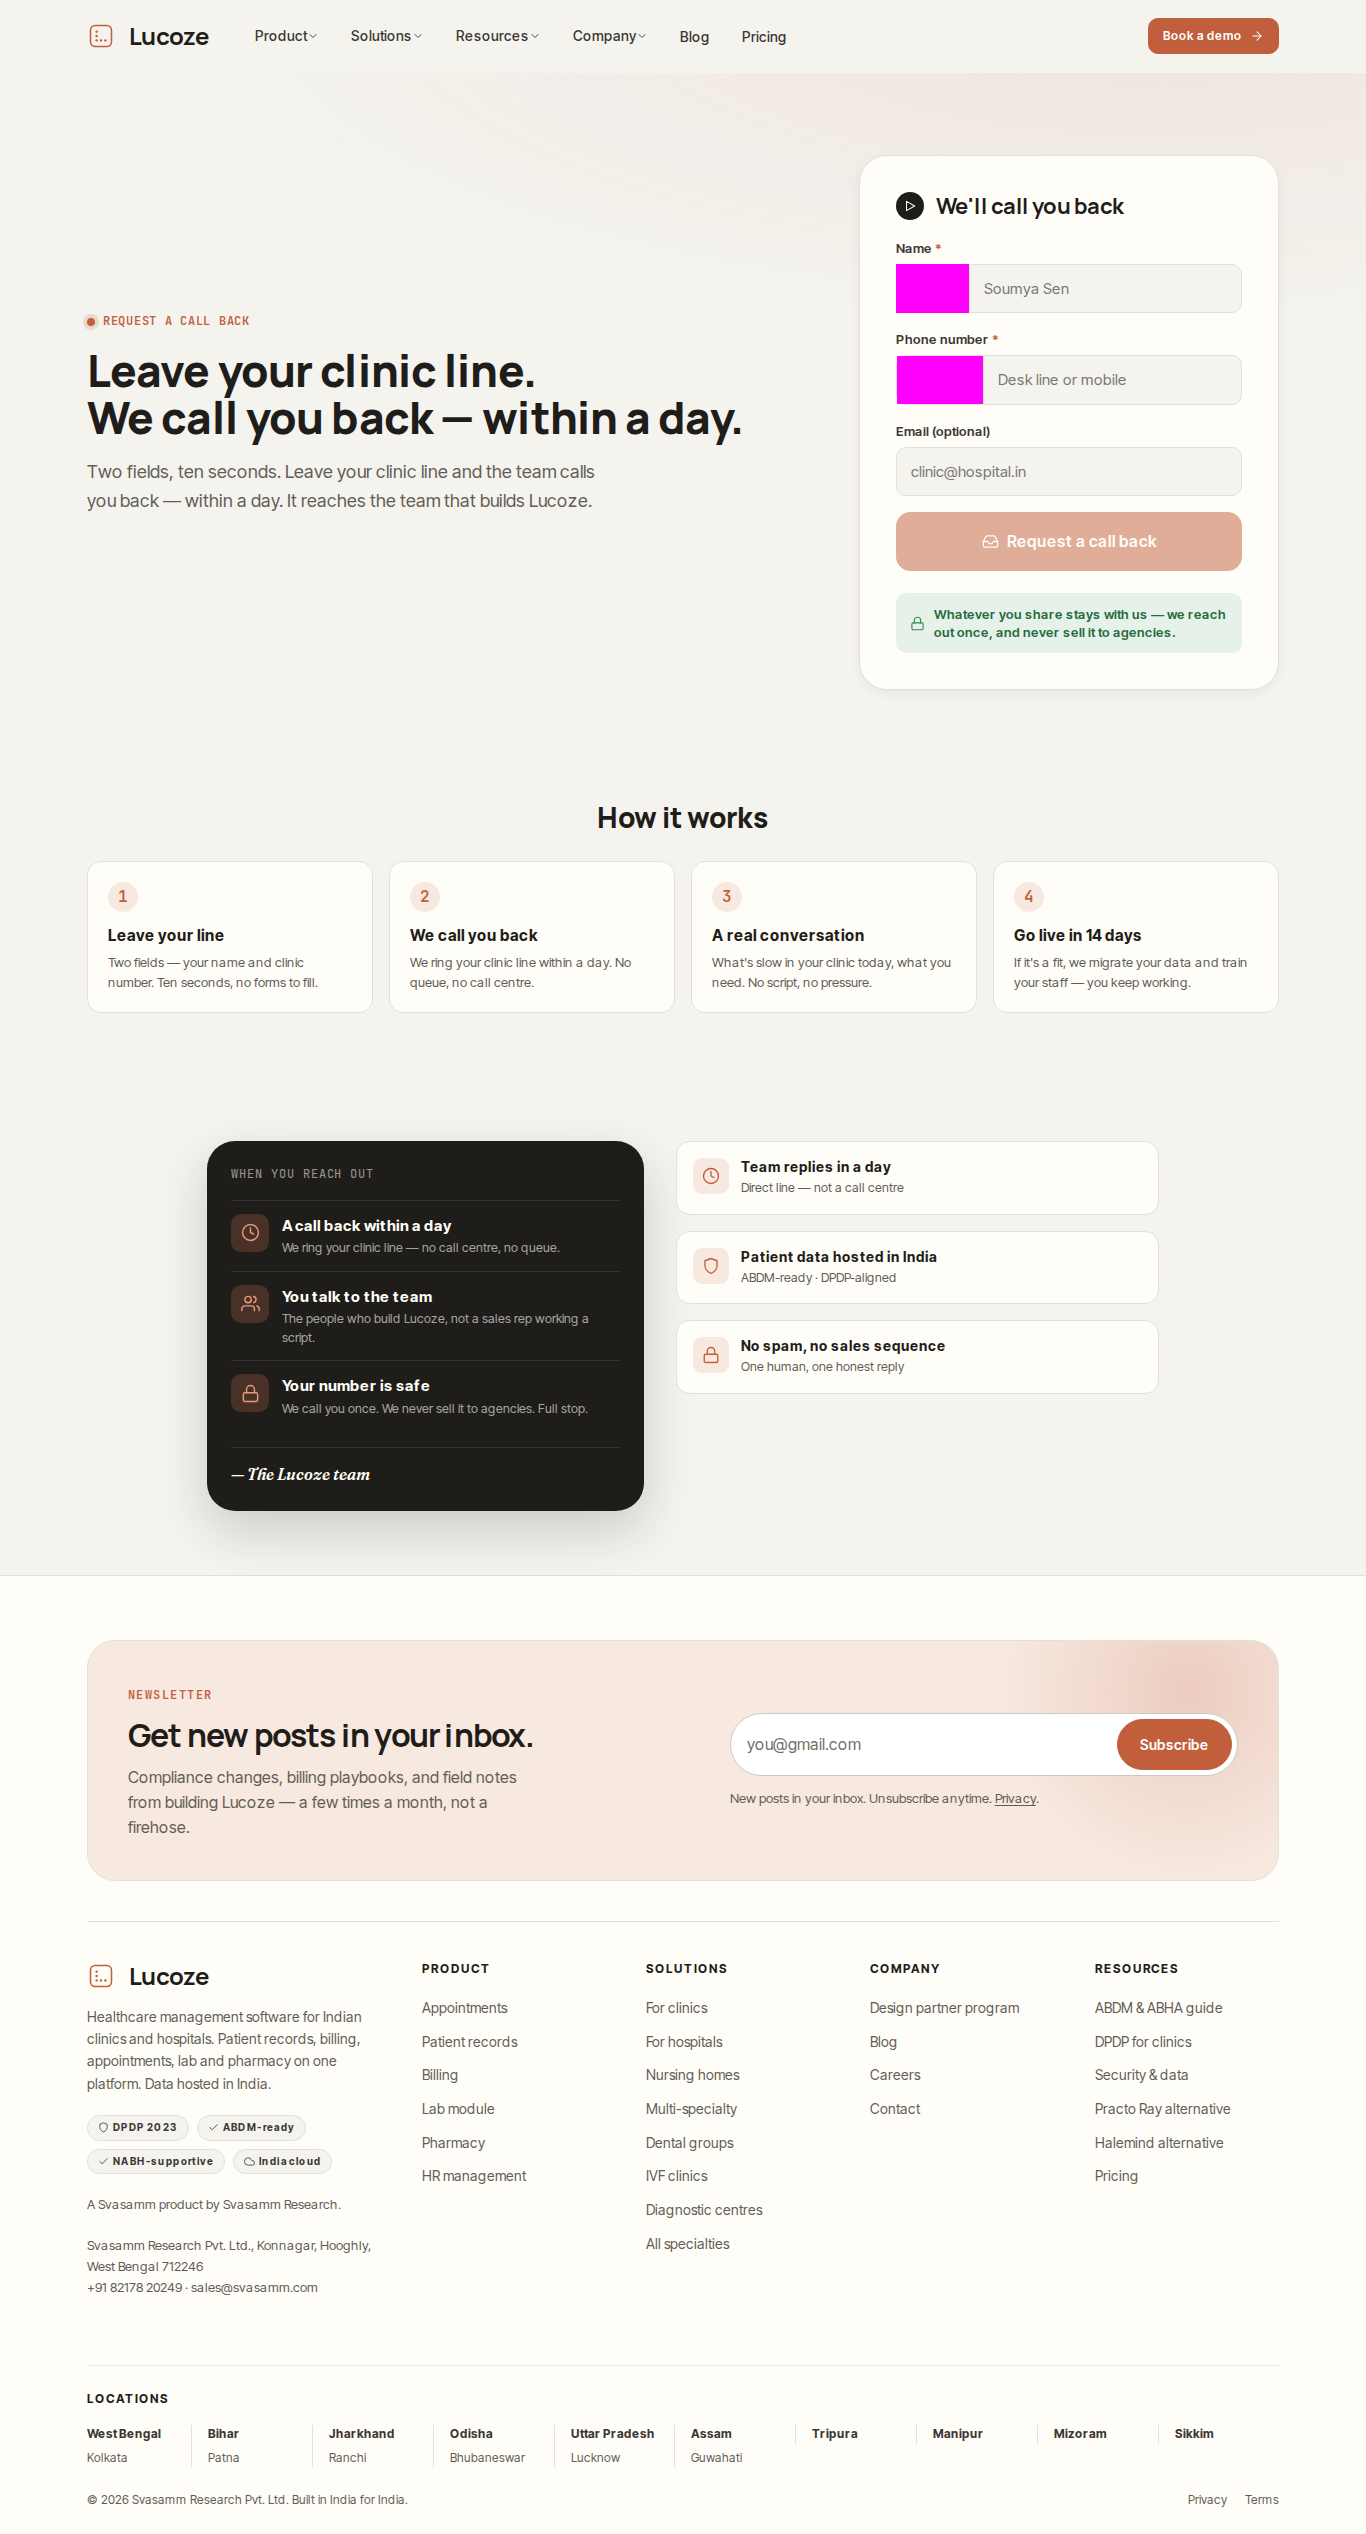 Lucoze
Product
Solutions
Resources
Company
Blog
Pricing
Book a demo
REQUEST A CALL BACK
Leave your clinic line.
We call you back — within a day.
Two fields, ten seconds. Leave your clinic line and the team calls
you back — within a day. It reaches the team that builds Lucoze.
We'll call you back
Name *
Soumya Sen
Phone number *
Desk line or mobile
Email (optional)
clinic@hospital.in
Request a call back
Whatever you share stays with us — we reach
out once, and never sell it to agencies.
How it works
1
Leave your line
Two fields — your name and clinic
number. Ten seconds, no forms to fill.
2
We call you back
We ring your clinic line within a day. No
queue, no call centre.
3
A real conversation
What's slow in your clinic today, what you
need. No script, no pressure.
4
Go live in 14 days
If it's a fit, we migrate your data and train
your staff — you keep working.
WHEN YOU REACH OUT
A call back within a day
We ring your clinic line — no call centre, no queue.
You talk to the team
The people who build Lucoze, not a sales rep working a
script.
Your number is safe
We call you once. We never sell it to agencies. Full stop.
— The Lucoze team
Team replies in a day
Direct line — not a call centre
Patient data hosted in India
ABDM-ready · DPDP-aligned
No spam, no sales sequence
One human, one honest reply
NEWSLETTER
Get new posts in your inbox.
Compliance changes, billing playbooks, and field notes
from building Lucoze — a few times a month, not a
firehose.
you@gmail.com
Subscribe
New posts in your inbox. Unsubscribe anytime. Privacy.
Lucoze
Healthcare management software for Indian
clinics and hospitals. Patient records, billing,
appointments, lab and pharmacy on one
platform. Data hosted in India.
DPDP 2023
ABDM-ready
NABH-supportive
India cloud
A Svasamm product by Svasamm Research.
Svasamm Research Pvt. Ltd., Konnagar, Hooghly,
West Bengal 712246
+91 82178 20249 · sales@svasamm.com
PRODUCT
Appointments
Patient records
Billing
Lab module
Pharmacy
HR management
SOLUTIONS
For clinics
For hospitals
Nursing homes
Multi-specialty
Dental groups
IVF clinics
Diagnostic centres
All specialties
COMPANY
Design partner program
Blog
Careers
Contact
RESOURCES
ABDM & ABHA guide
DPDP for clinics
Security & data
Practo Ray alternative
Halemind alternative
Pricing
LOCATIONS
West Bengal
Kolkata
Bihar
Patna
Jharkhand
Ranchi
Odisha
Bhubaneswar
Uttar Pradesh
Lucknow
Assam
Guwahati
Tripura
Manipur
Mizoram
Sikkim
© 2026 Svasamm Research Pvt. Ltd. Built in India for India.
Privacy
Terms